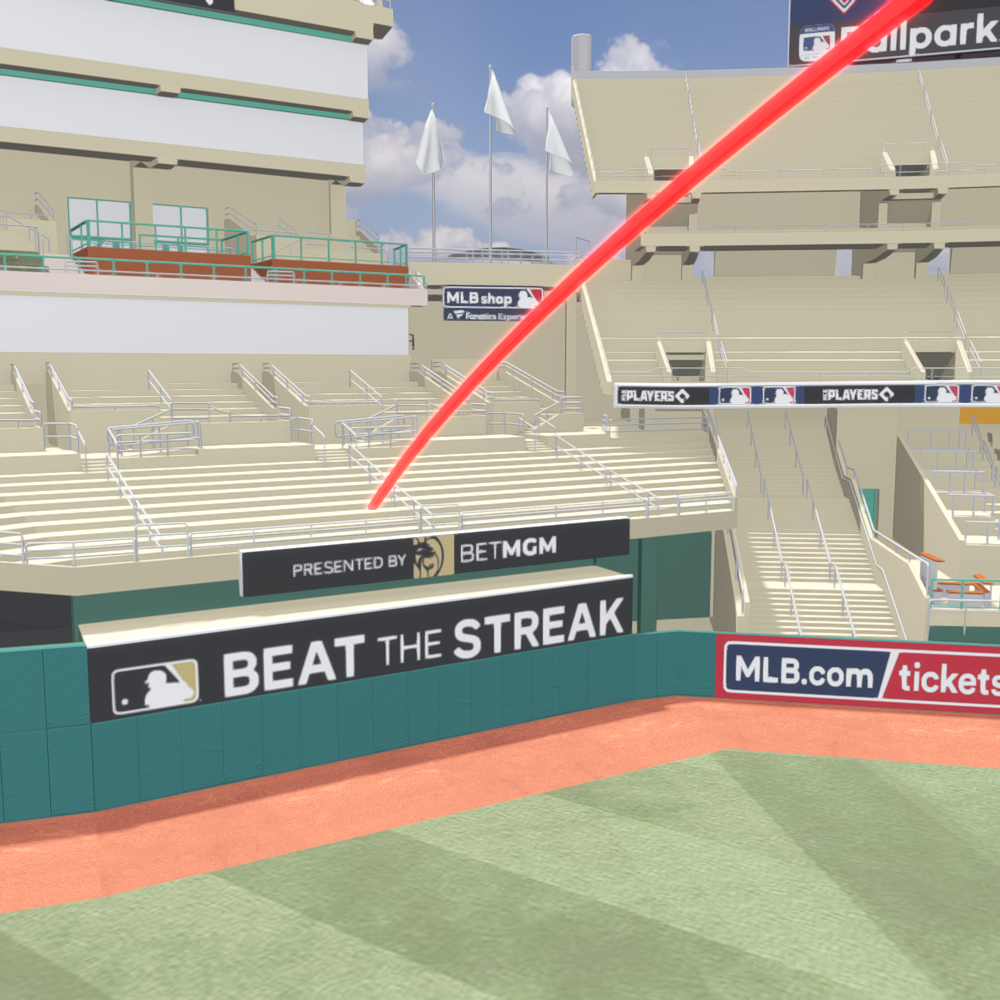 Ballpark
MLB shop
Fanatics Experience
PLAYERS
PLAYERS
PRESENTED BY BETMGM
BEAT THE STREAK
MLB.com/tickets